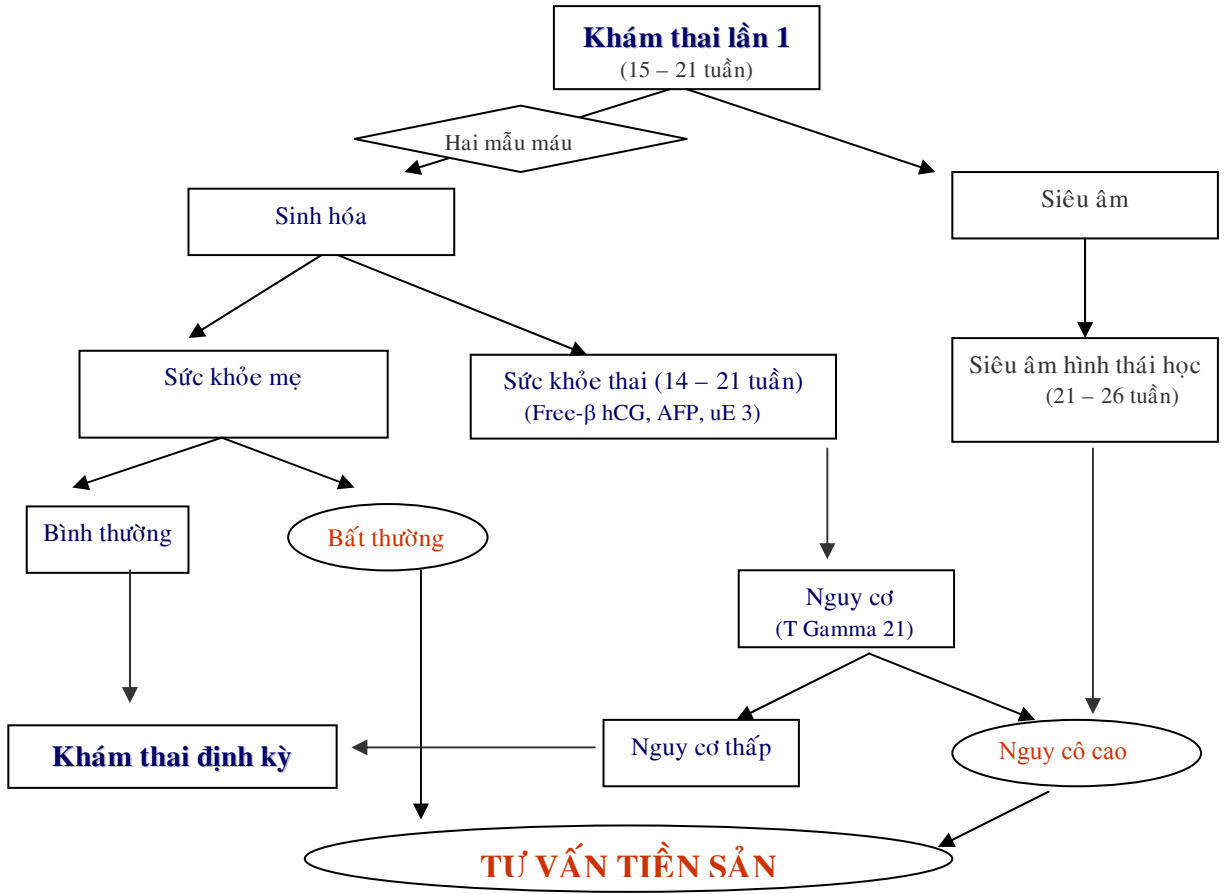 Khám thai lần 1
(15 – 21 tuần)
Hai mẫu máu
Sinh hóa
Siêu âm
Sức khỏe mẹ
Sức khỏe thai (14 – 21 tuần)
(Free-β hCG, AFP, uE 3)
Siêu âm hình thái học
(21 – 26 tuần)
Bình thường
Bất thường
Nguy cơ
(T Gamma 21)
Khám thai định kỳ
Nguy cơ thấp
Nguy cô cao
TƯ VẤN TIỀN SẢN